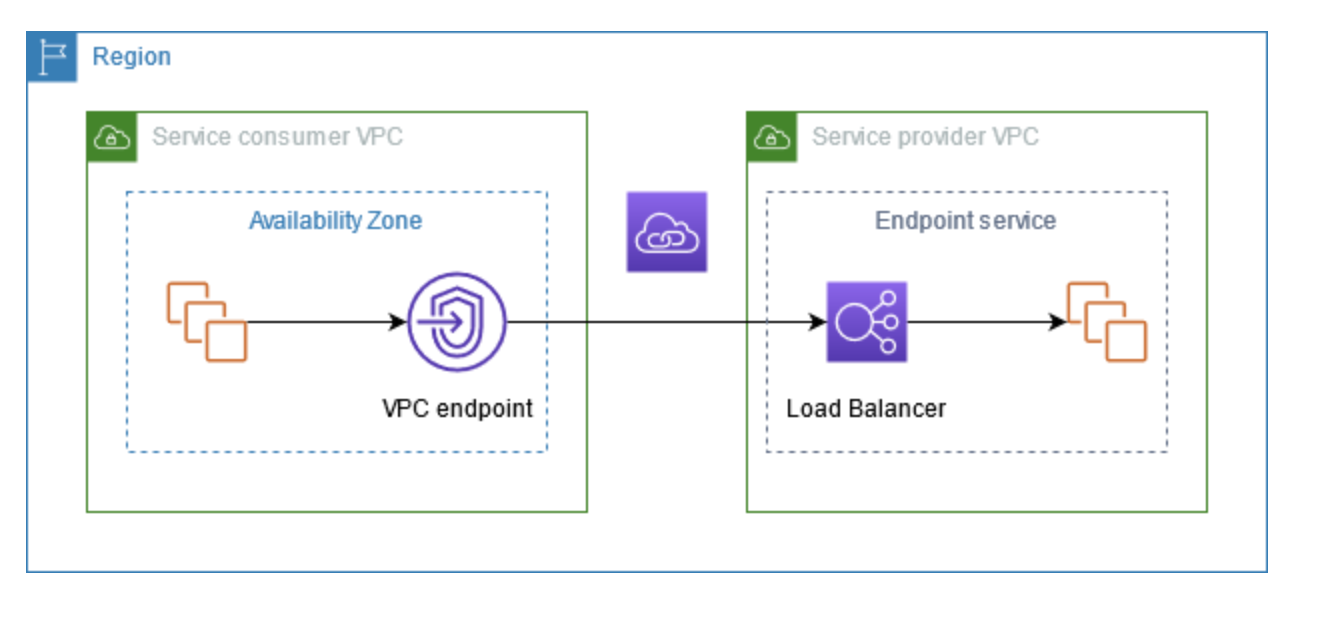 Region
Service consumer VPC
Service provider VPC
Availability Zone
Endpoint service
VPC endpoint
Load Balancer